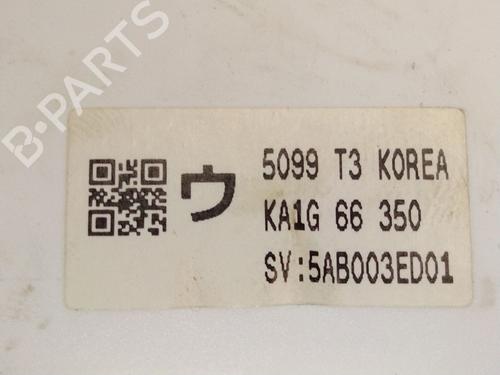 B-PARTS
ウ
5099 T3 KOREA
KA1G 66 350
SV:5AB003ED01